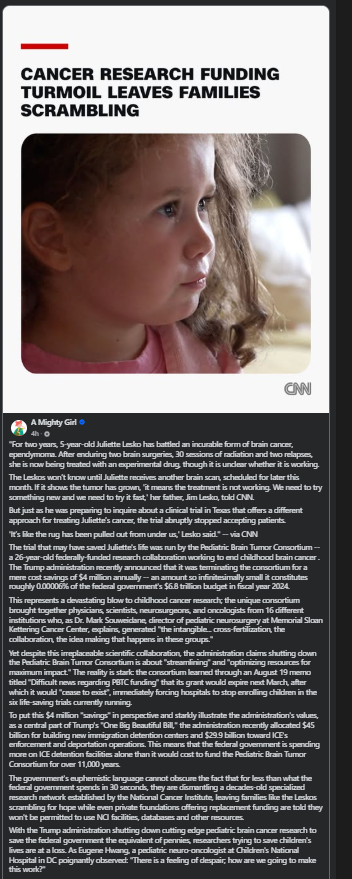 CANCER RESEARCH FUNDING
TURMOIL LEAVES FAMILIES
SCRAMBLING
CNN
A Mighty Girl
4h ·
"For two years, 5-year-old Juliette Lesko has battled an incurable form of brain cancer,
ependymoma. After enduring two brain surgeries, 30 sessions of radiation and two relapses,
she is now being treated with an experimental drug, though it is unclear whether it is working.
The Leskos won't know until Juliette receives another brain scan, scheduled for later this
month. If it shows the tumor has grown, 'it means the treatment is not working. We need to try
something new and we need to try it fast,' her father, Jim Lesko, told CNN.
But just as he was preparing to inquire about a clinical trial in Texas that offers a different
approach for treating Juliette's cancer, the trial abruptly stopped accepting patients.
'It's like the rug has been pulled out from under us,' Lesko said." -- via CNN
The trial that may have saved Juliette's life was run by the Pediatric Brain Tumor Consortium --
a 26-year-old federally-funded research collaboration working to end childhood brain cancer .
The Trump administration recently announced that it was terminating the consortium for a
mere cost savings of $4 million annually -- an amount so infinitesimally small it constitutes
roughly 0.00006% of the government's $6.8 trillion budget in fiscal year 2024.
This represents a devastating blow to childhood cancer research; the unique consortium
brought together physicians, scientists, neurosurgeons, and oncologists from 16 different
institutions who, as Dr. Mark Souweidane, director of pediatric neurosurgery at Memorial Sloan
Kettering Cancer Center, explains, generated "the intangible... cross-fertilization, the
collaboration, the idea making that happens in these groups."
Yet despite this irreplaceable scientific collaboration, the administration claims shutting down
the Pediatric Brain Tumor Consortium is about "streamlining" and "optimizing resources for
maximum impact." The reality is stark: the consortium learned through an August 19 memo
titled "Difficult news regarding PBTC funding" that its grant would expire next March, after
which it would "cease to exist", immediately forcing hospitals to stop enrolling children in the
six life-saving trials currently running.
To put this $4 million "savings" in perspective and starkly illustrate the administration's values,
as a central part of Trump's "One Big Beautiful Bill," the administration recently allocated $45
billion for building new immigration detention centers and $29.9 billion toward ICE's
enforcement and deportation operations. This means that the federal government is spending
more on ICE detention facilities alone than it would cost to fund the Pediatric Brain Tumor
Consortium for over 11,000 years.
The government's euphemistic language cannot obscure the fact that for less than what the
federal government spends in 30 seconds, they are dismantling a decades-old specialized
research network established by the National Cancer Institute, leaving families like the Leskos
scrambling for hope while even private foundations offering replacement funding are told they
won't be permitted to use NCI facilities, databases and other resources.
With the Trump administration shutting down cutting edge pediatric brain cancer research to
save the federal government the equivalent of pennies, researchers trying to save children's
lives are at a loss. As Eugene Hwang, a pediatric neuro-oncologist at Children's National
Hospital in DC poignantly observed: "There is a feeling of despair; how are we going to make
this work?"